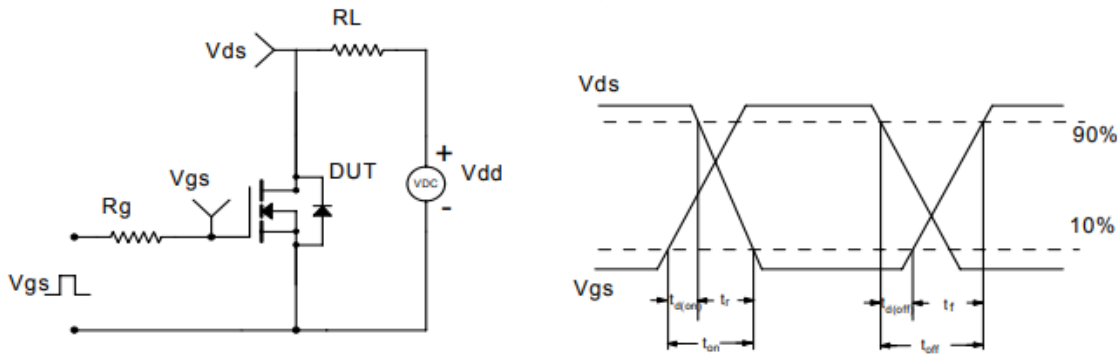 RL
Vds
Vgs
DUT
VDC
+
-
Vdd
Rg
Vgs
Vds
90%
10%
Vgs
td(on)
tr
td(off)
tf
ton
toff